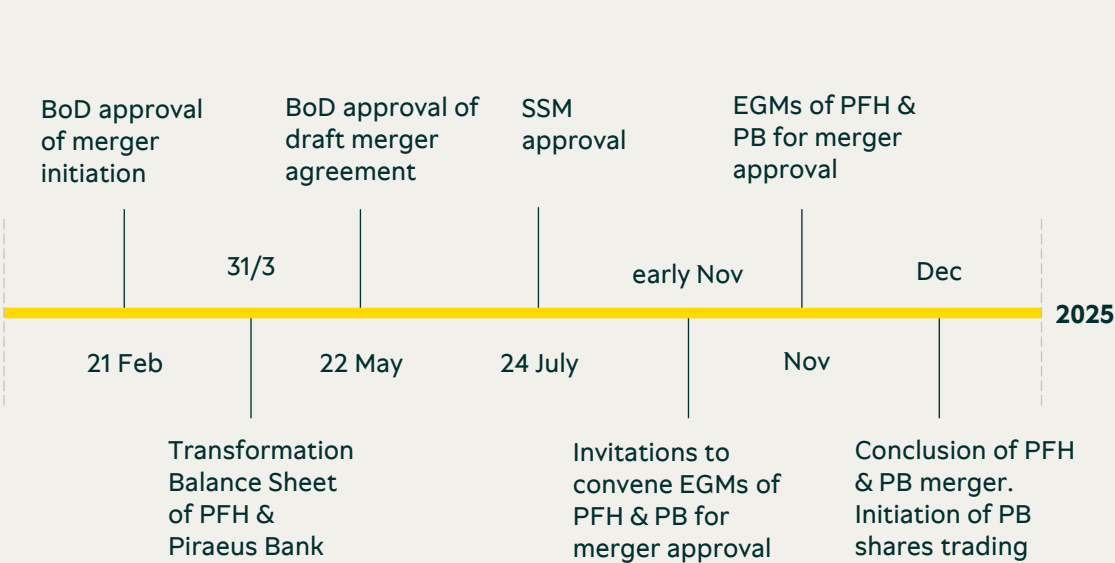 BoD approval
of merger
initiation
BoD approval of
draft merger
agreement
SSM
approval
EGMs of PFH &
PB for merger
approval
31/3
early Nov
Dec
2025
21 Feb
22 May
24 July
Nov
Transformation
Balance Sheet
of PFH &
Piraeus Bank
Invitations to
convene EGMs of
PFH & PB for
merger approval
Conclusion of PFH
& PB merger.
Initiation of PB
shares trading